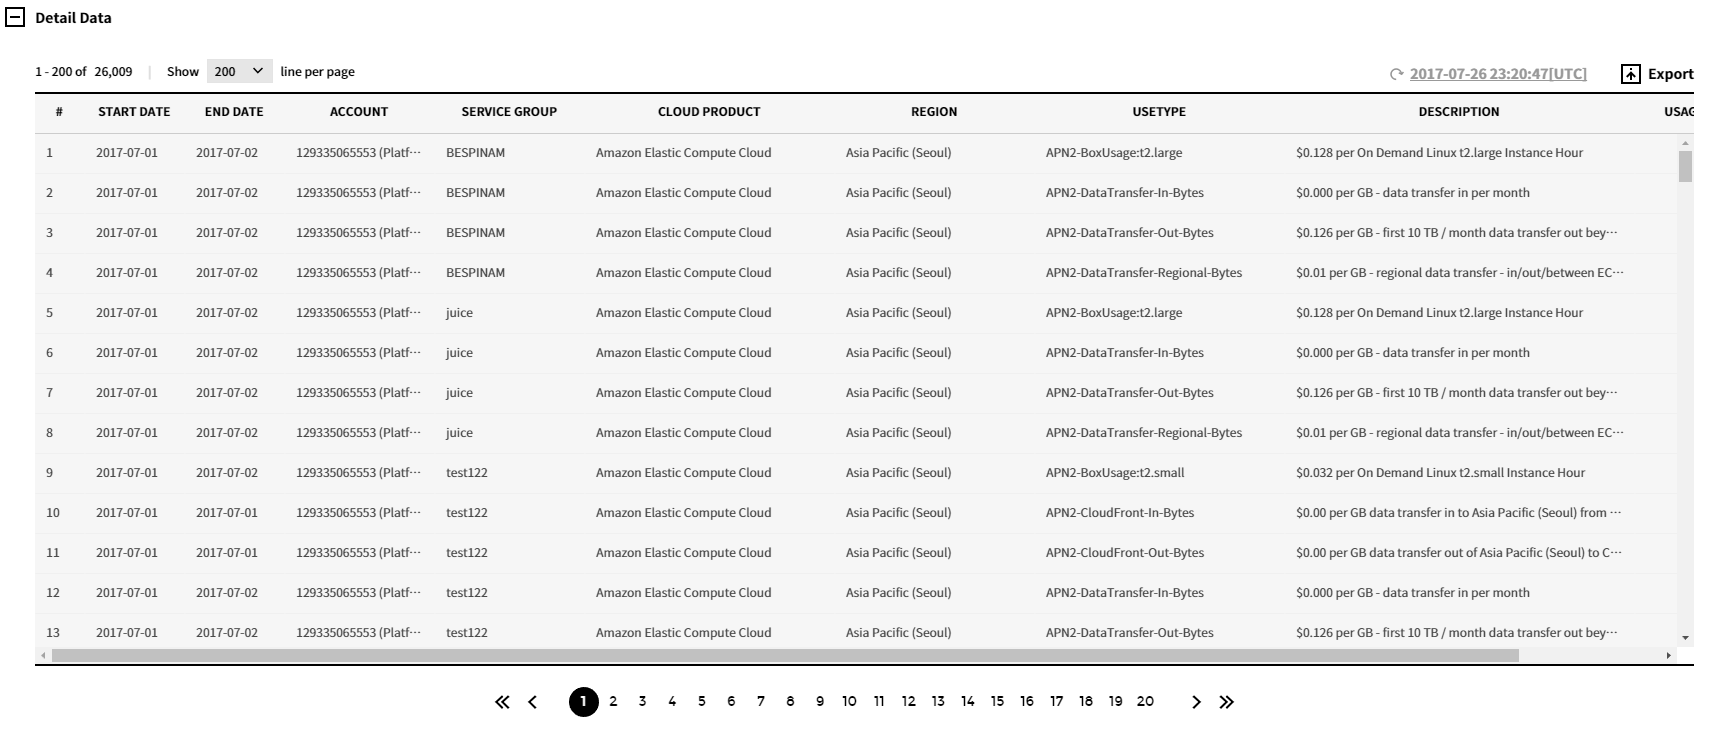 Detail Data
1 - 200 of 26,009 | Show 200 line per page 2017-07-26 23:20:47[UTC] Export
# START DATE END DATE ACCOUNT SERVICE GROUP CLOUD PRODUCT REGION USETYPE DESCRIPTION USAG
1 2017-07-01 2017-07-02 129335065553 (Platf··· BESPINAM Amazon Elastic Compute Cloud Asia Pacific (Seoul) APN2-BoxUsage:t2.large $0.128 per On Demand Linux t2.large Instance Hour
2 2017-07-01 2017-07-02 129335065553 (Platf··· BESPINAM Amazon Elastic Compute Cloud Asia Pacific (Seoul) APN2-DataTransfer-In-Bytes $0.000 per GB - data transfer in per month
3 2017-07-01 2017-07-02 129335065553 (Platf··· BESPINAM Amazon Elastic Compute Cloud Asia Pacific (Seoul) APN2-DataTransfer-Out-Bytes $0.126 per GB - first 10 TB / month data transfer out bey···
4 2017-07-01 2017-07-02 129335065553 (Platf··· BESPINAM Amazon Elastic Compute Cloud Asia Pacific (Seoul) APN2-DataTransfer-Regional-Bytes $0.01 per GB - regional data transfer - in/out/between EC···
5 2017-07-01 2017-07-02 129335065553 (Platf··· juice Amazon Elastic Compute Cloud Asia Pacific (Seoul) APN2-BoxUsage:t2.large $0.128 per On Demand Linux t2.large Instance Hour
6 2017-07-01 2017-07-02 129335065553 (Platf··· juice Amazon Elastic Compute Cloud Asia Pacific (Seoul) APN2-DataTransfer-In-Bytes $0.000 per GB - data transfer in per month
7 2017-07-01 2017-07-02 129335065553 (Platf··· juice Amazon Elastic Compute Cloud Asia Pacific (Seoul) APN2-DataTransfer-Out-Bytes $0.126 per GB - first 10 TB / month data transfer out bey···
8 2017-07-01 2017-07-02 129335065553 (Platf··· juice Amazon Elastic Compute Cloud Asia Pacific (Seoul) APN2-DataTransfer-Regional-Bytes $0.01 per GB - regional data transfer - in/out/between EC···
9 2017-07-01 2017-07-02 129335065553 (Platf··· test122 Amazon Elastic Compute Cloud Asia Pacific (Seoul) APN2-BoxUsage:t2.small $0.032 per On Demand Linux t2.small Instance Hour
10 2017-07-01 2017-07-01 129335065553 (Platf··· test122 Amazon Elastic Compute Cloud Asia Pacific (Seoul) APN2-CloudFront-In-Bytes $0.00 per GB data transfer in to Asia Pacific (Seoul) from ···
11 2017-07-01 2017-07-01 129335065553 (Platf··· test122 Amazon Elastic Compute Cloud Asia Pacific (Seoul) APN2-CloudFront-Out-Bytes $0.00 per GB data transfer out of Asia Pacific (Seoul) to C···
12 2017-07-01 2017-07-02 129335065553 (Platf··· test122 Amazon Elastic Compute Cloud Asia Pacific (Seoul) APN2-DataTransfer-In-Bytes $0.000 per GB - data transfer in per month
13 2017-07-01 2017-07-02 129335065553 (Platf··· test122 Amazon Elastic Compute Cloud Asia Pacific (Seoul) APN2-DataTransfer-Out-Bytes $0.126 per GB - first 10 TB / month data transfer out bey···
1 2 3 4 5 6 7 8 9 10 11 12 13 14 15 16 17 18 19 20